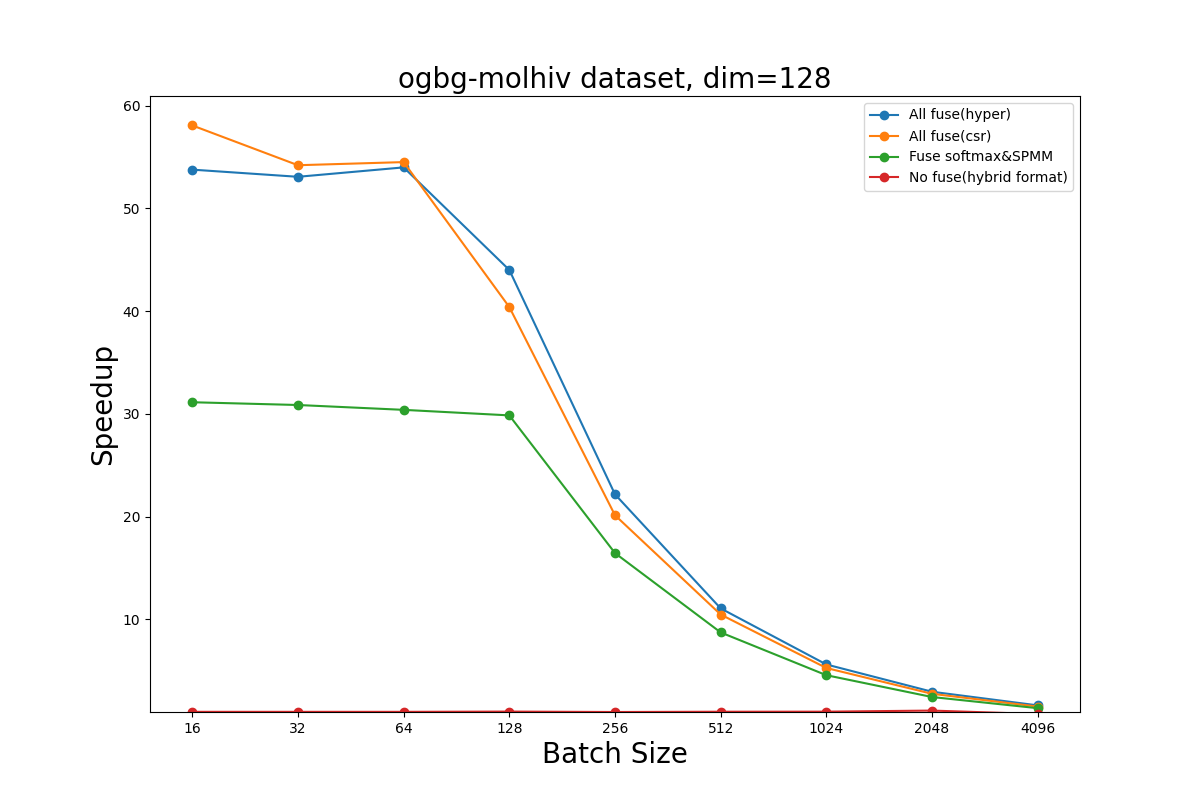 ogbg-molhiv dataset, dim=128
All fuse(hyper)
All fuse(csr)
Fuse softmax&SPMM
No fuse(hybrid format)
Speedup
60
50
40
30
20
10
16 32 64 128 256 512 1024 2048 4096
Batch Size